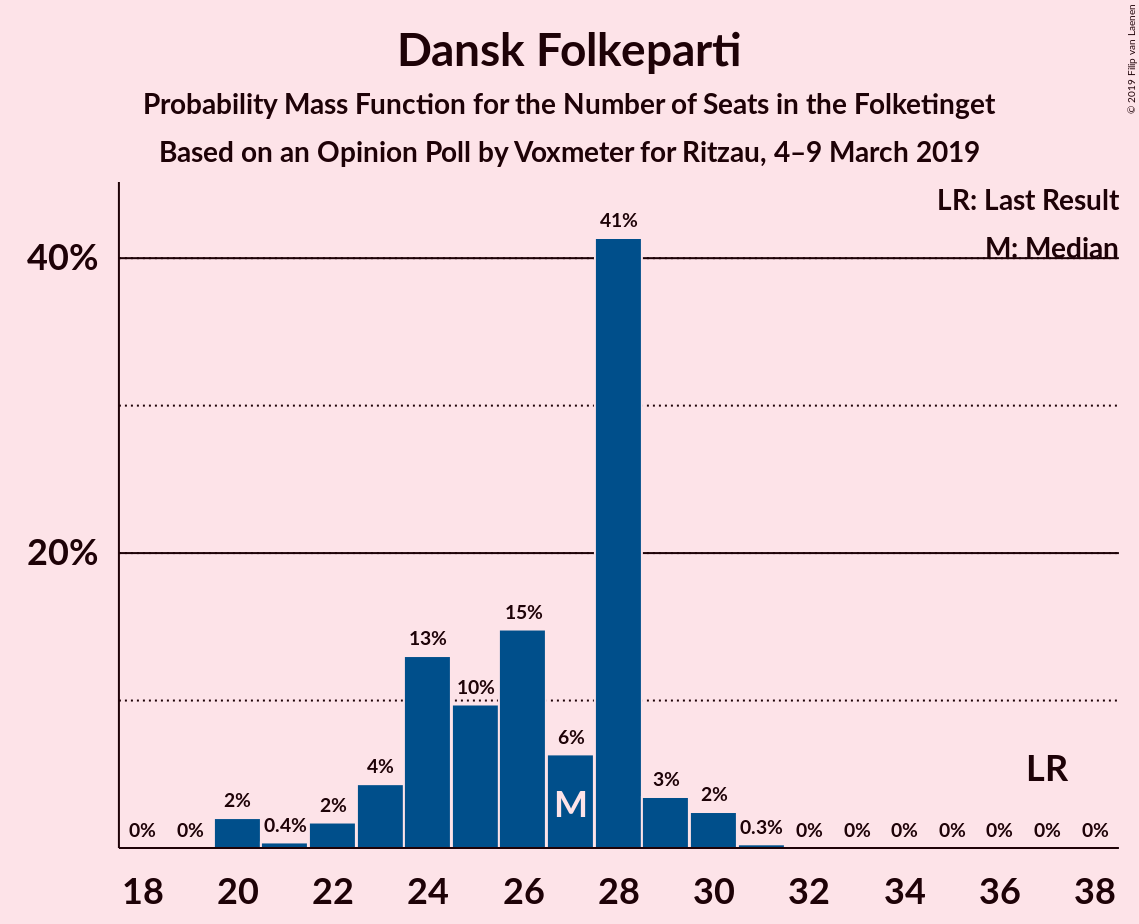 Dansk Folkeparti
Probability Mass Function for the Number of Seats in the Folketinget
Based on an Opinion Poll by Voxmeter for Ritzau, 4–9 March 2019
© 2019 Filip van Laenen
LR: Last Result
M: Median
40%
20%
0% 0% 2% 0.4% 2% 4% 13% 10% 15% 6% 41% 3% 2% 0.3% 0% 0% 0% 0% 0% 0% 0%
M
LR
18 20 22 24 26 28 30 32 34 36 38